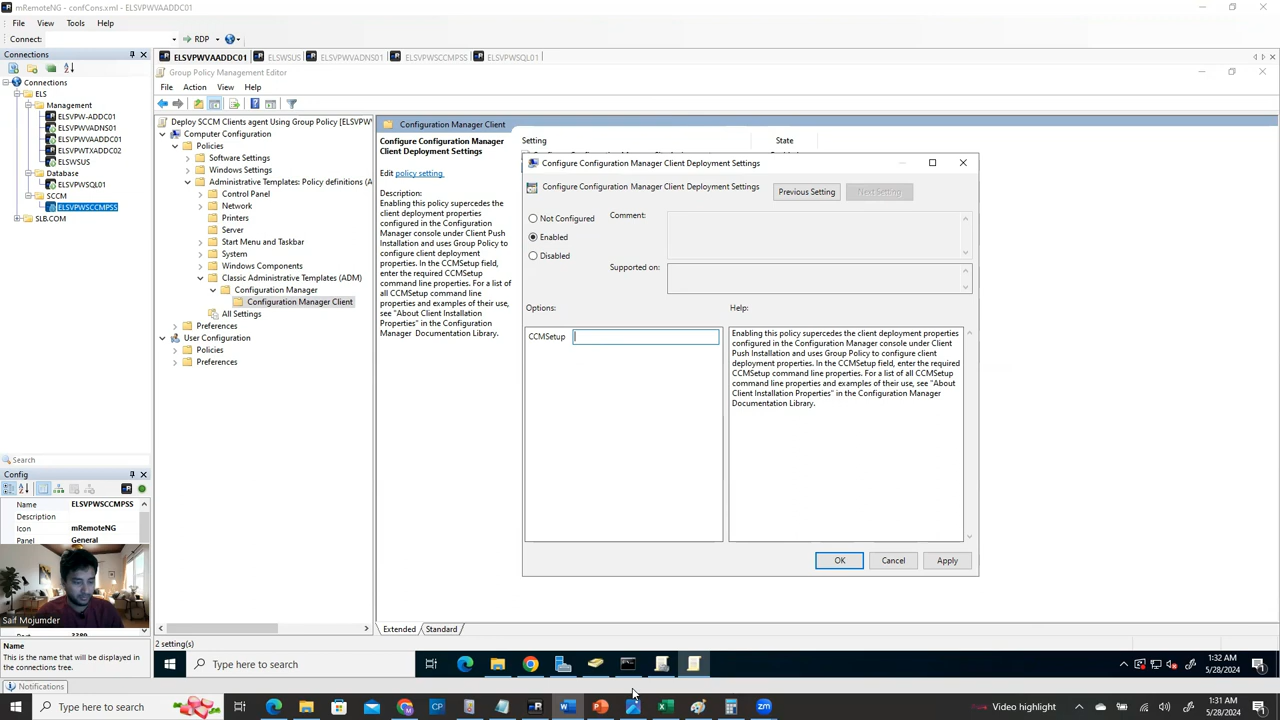 mRemoteNG - confCons.xml - ELSVPWVAADDC01
File View Tools Help
Connect: RDP
Connections
ELSVPWVAADDC01 ELSWSUS ELSVPWVADNS01 ELSVPWSCCMPSS ELSVPWSQL01
Connections
ELS
Management
ELSVPW-ADDC01
ELSVPWVADNS01
ELSVPWVAADDC01
ELSVPWTXADDC02
ELSWSUS
Database
ELSVPWSQL01
SCCM
ELSVPWSCCMPSS
SLB.COM
Search
Config
Name ELSVPWSCCMPSS
Description
Icon mRemoteNG
Panel General
Saif Mojumder
Port 3389
Name
This is the name that will be displayed in the connections tree.
Notifications
Group Policy Management Editor
File Action View Help
Deploy SCCM Clients agent Using Group Policy [ELSVPW
Computer Configuration
Policies
Software Settings
Windows Settings
Administrative Templates: Policy definitions (A
Control Panel
Network
Printers
Server
Start Menu and Taskbar
System
Windows Components
Classic Administrative Templates (ADM)
Configuration Manager
Configuration Manager Client
All Settings
Preferences
User Configuration
Policies
Preferences
2 setting(s)
Configuration Manager Client
Configure Configuration Manager
Client Deployment Settings
Edit policy setting
Description:
Enabling this policy supercedes the
client deployment properties
configured in the Configuration
Manager console under Client Push
Installation and uses Group Policy to
configure client deployment
properties. In the CCMSetup field,
enter the required CCMSetup
command line properties. For a list of
all CCMSetup command line
properties and examples of their use,
see "About Client Installation
Properties" in the Configuration
Manager Documentation Library.
Setting State
Extended Standard
Configure Configuration Manager Client Deployment Settings
Configure Configuration Manager Client Deployment Settings
Previous Setting Next Setting
Not Configured
Enabled
Disabled
Comment:
Supported on:
Options:
Help:
CCMSetup
Enabling this policy supercedes the client deployment properties
configured in the Configuration Manager console under Client
Push Installation and uses Group Policy to configure client
deployment properties. In the CCMSetup field, enter the required
CCMSetup command line properties. For a list of all CCMSetup
command line properties and examples of their use, see "About
Client Installation Properties" in the Configuration Manager
Documentation Library.
OK Cancel Apply
Type here to search
1:32 AM
5/28/2024
Type here to search
Video highlight
1:31 AM
5/28/2024